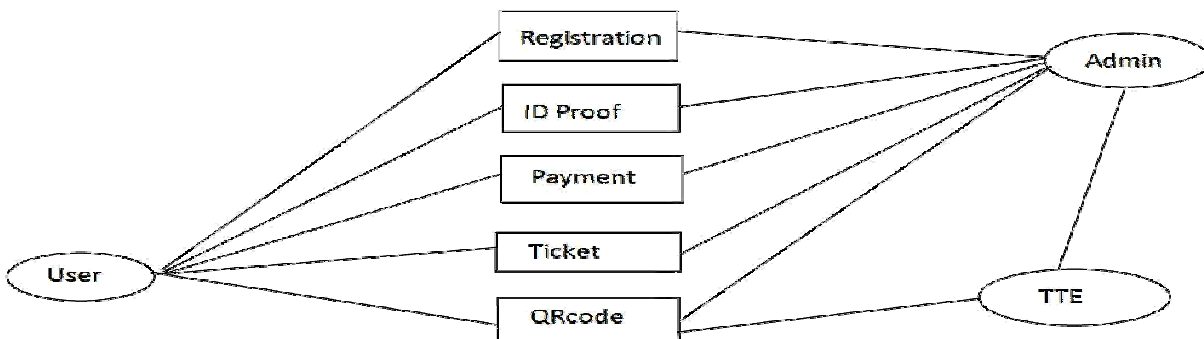 Registration
Admin
ID Proof
Payment
Ticket
User
TTE
QRcode